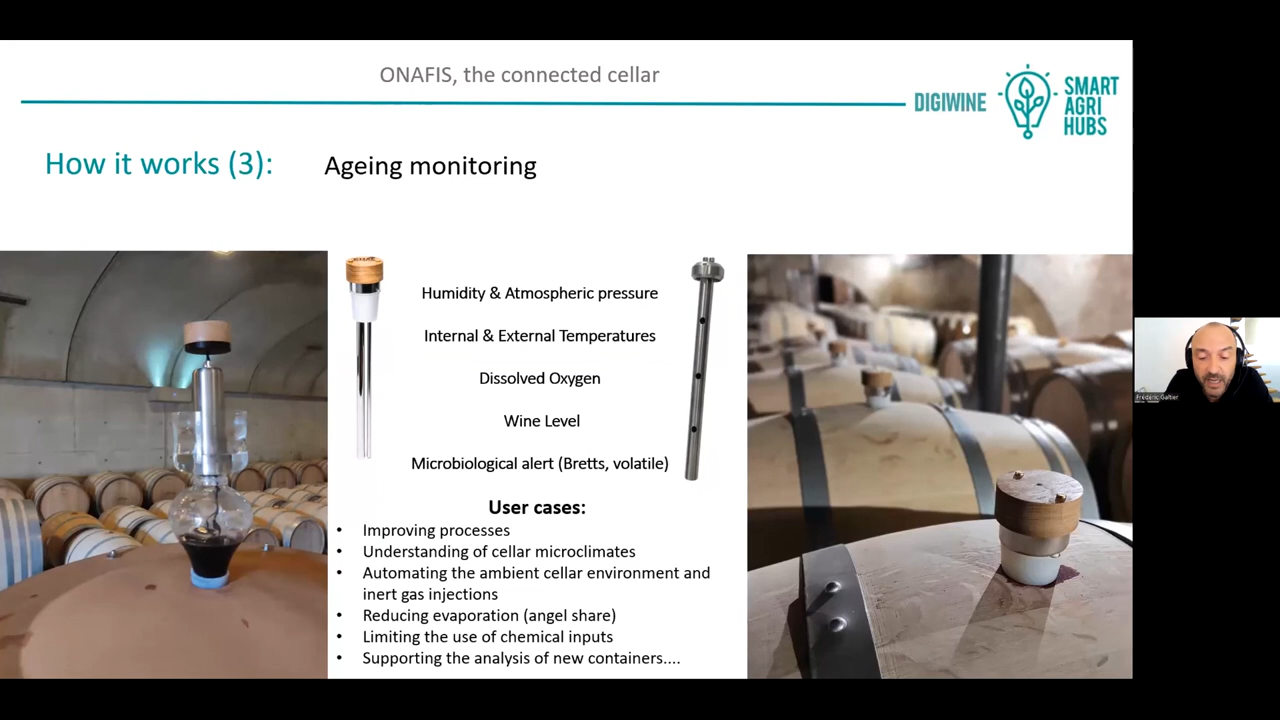 ONAFIS, the connected cellar
DIGIWINE
SMART
AGRI
HUBS
How it works (3):
Ageing monitoring
Humidity & Atmospheric pressure
Internal & External Temperatures
Dissolved Oxygen
Wine Level
Microbiological alert (Bretts, volatile)
User cases:
• Improving processes
• Understanding of cellar microclimates
• Automating the ambient cellar environment and
inert gas injections
• Reducing evaporation (angel share)
• Limiting the use of chemical inputs
• Supporting the analysis of new containers....
Frédéric Galtier